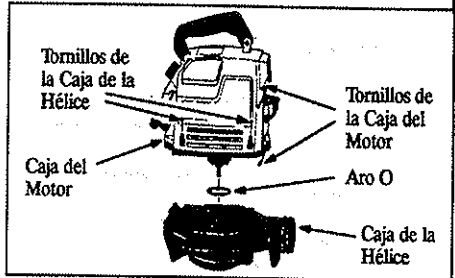 Tornillos de
la Caja de la
Hélice
Caja del
Motor
Tornillos de
la Caja del
Motor
Aro O
Caja de la
Hélice